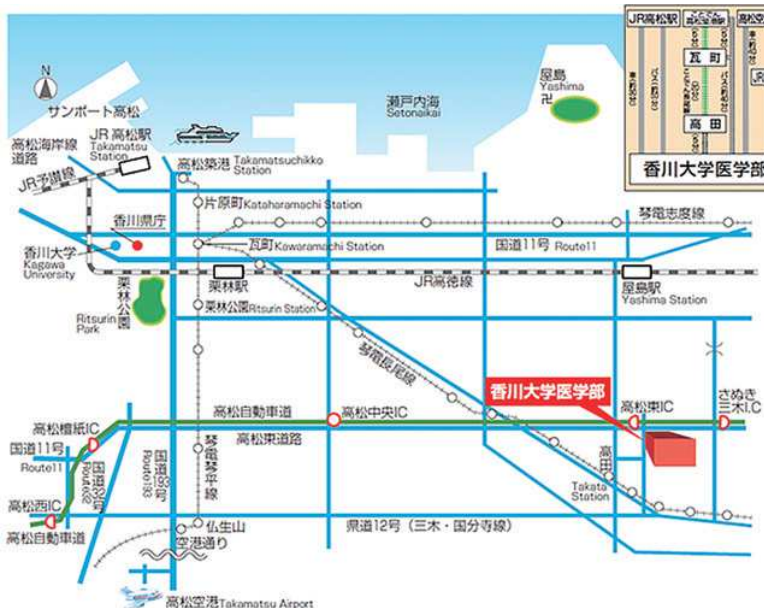 N
サンポート高松
瀬戸内海
Setonaikai
屋島
Yashima
JR高松駅
瓦町
高田
香川大学医学部
高松海岸線
道路
JR 高松駅
Takamatsu
Station
JR予讃線
高松築港 Takamatsuchikko
Station
片原町 Kataharamachi Station
琴電志度線
香川県庁
瓦町 Kawaramachi Station
国道11号 Route11
香川大学
Kagawa
University
栗林公園
Ritsurin
Park
栗林駅
JR高徳線
屋島駅
Yashima Station
栗林公園 Ritsurin Station
琴電長尾線
香川大学医学部
さぬき
三木I.C
高松自動車道
高松中央IC
高松東IC
高松檀紙IC
高松東道路
国道11号
Route11
国道32号
国道193号
Route193
琴電琴平線
高田
Takata
Station
高松西IC
高松自動車道
仏生山
空港通り
県道12号（三木・国分寺線）
高松空港 Takamatsu Airport